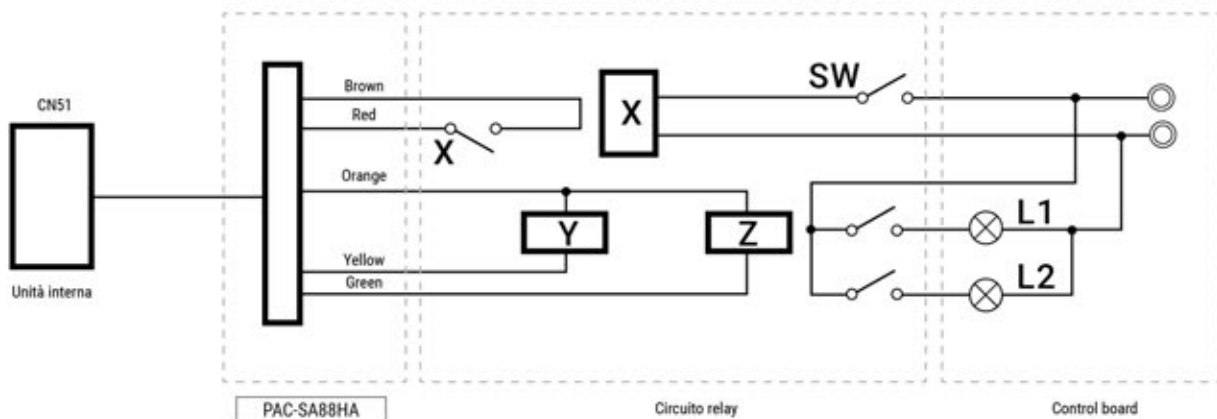 CN51
Unità interna
Brown
Red
Orange
Yellow
Green
X
X
SW
Y
Z
L1
L2
PAC-SA88HA
Circuito relay
Control board